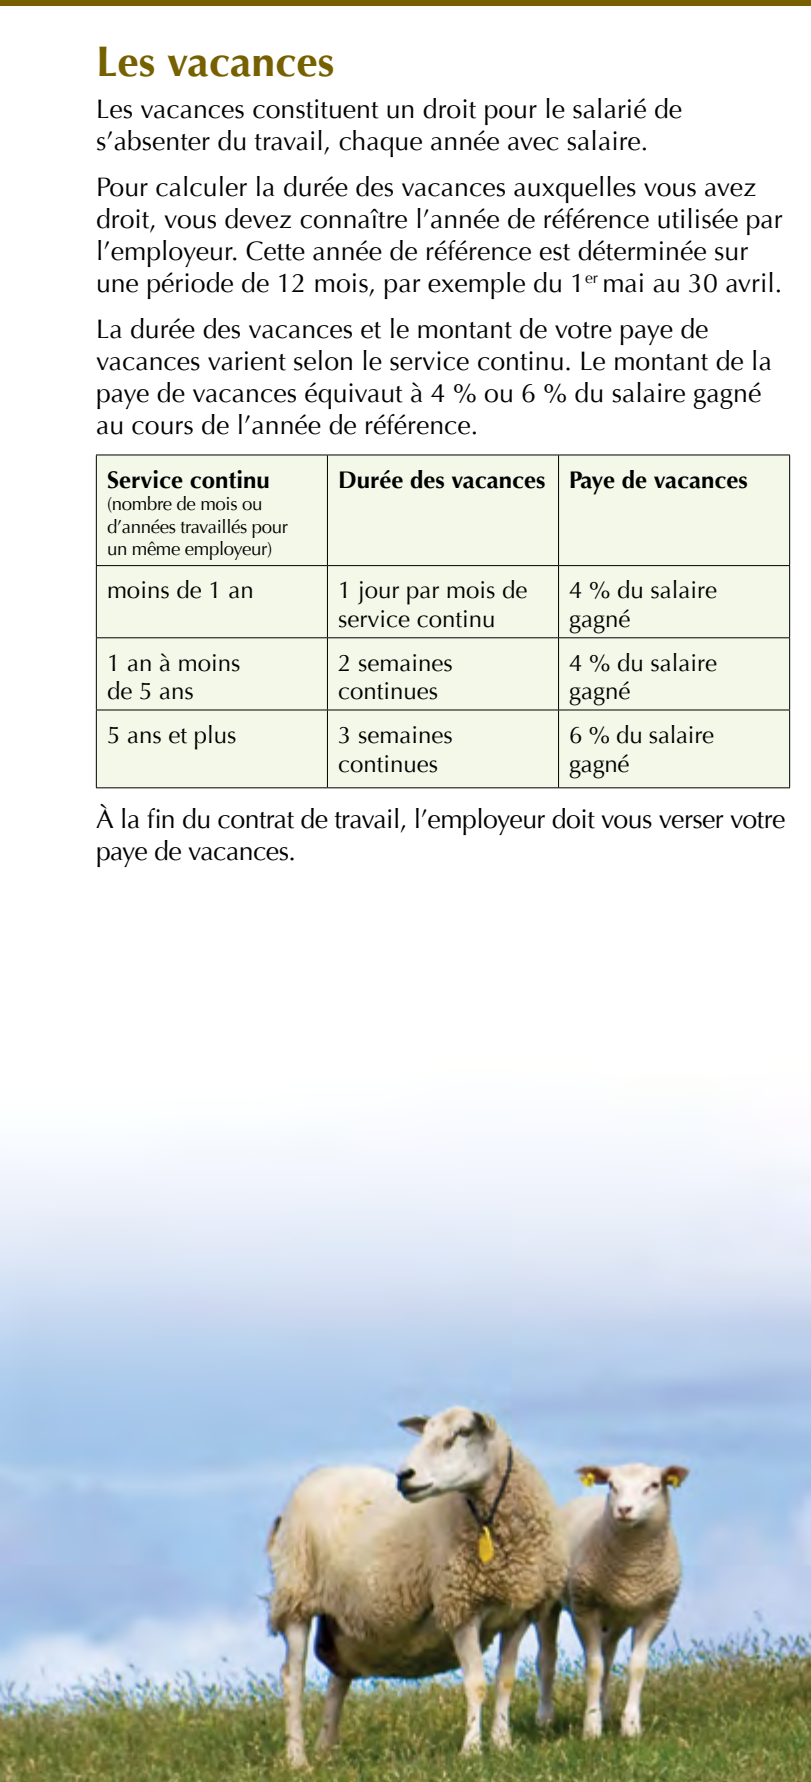 Les vacances
Les vacances constituent un droit pour le salarié de
s’absenter du travail, chaque année avec salaire.
Pour calculer la durée des vacances auxquelles vous avez
droit, vous devez connaître l’année de référence utilisée par
l’employeur. Cette année de référence est déterminée sur
une période de 12 mois, par exemple du 1er mai au 30 avril.
La durée des vacances et le montant de votre paye de
vacances varient selon le service continu. Le montant de la
paye de vacances équivaut à 4 % ou 6 % du salaire gagné
au cours de l’année de référence.
Service continu
(nombre de mois ou
d’années travaillés pour
un même employeur)
Durée des vacances
Paye de vacances
moins de 1 an
1 jour par mois de
service continu
4 % du salaire
gagné
1 an à moins
de 5 ans
2 semaines
continues
4 % du salaire
gagné
5 ans et plus
3 semaines
continues
6 % du salaire
gagné
À la fin du contrat de travail, l’employeur doit vous verser votre
paye de vacances.